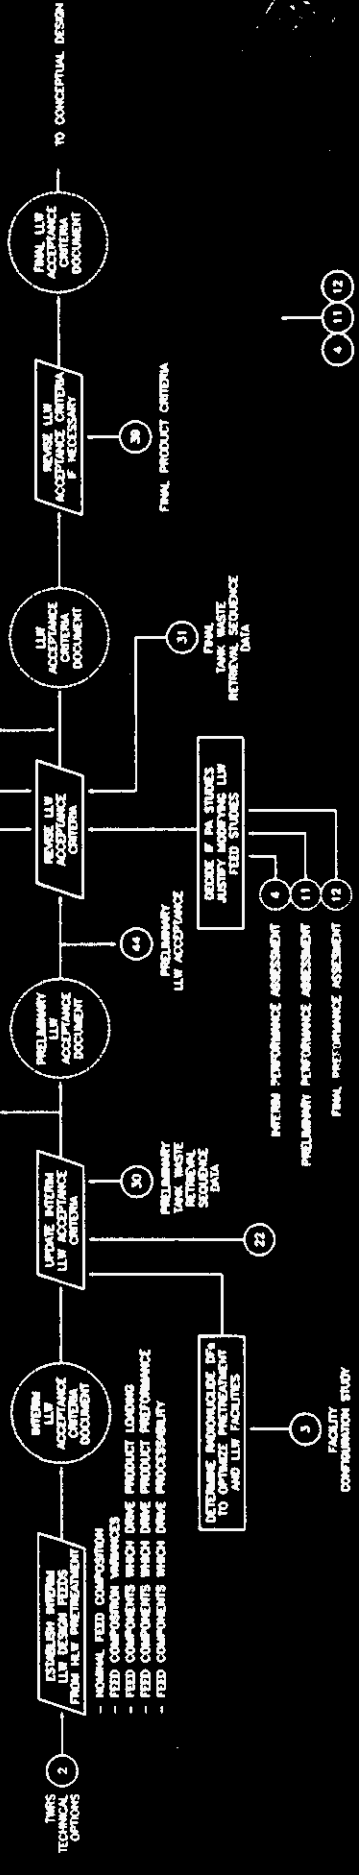 TWRS
TECHNICAL
OPTIONS
2
ESTABLISH INTERIM
LLW DESIGN FEEDS
FROM HLW PRETREATMENT
- NOMINAL FEED COMPOSITION
- FEED COMPOSITION VARIANCES
- FEED COMPONENTS WHICH DRIVE PRODUCT LOADING
- FEED COMPONENTS WHICH DRIVE PRODUCT PREFORMANCE
- FEED COMPONENTS WHICH DRIVE PROCESSABILITY
INTERIM
LLW
ACCEPTANCE
CRITERIA
DOCUMENT
DETERMINE RADIONUCLIDE DFs
TO OPTIMIZE PRETREATMENT
AND LLW FACILITIES
3
FACILITY
CONFIGURATION STUDY
UPDATE INTERIM
LLW ACCEPTANCE
CRITERIA
22
30
PRELIMINARY
TANK WASTE
RETRIEVAL
SEQUENCE
DATA
PRELIMINARY
LLW
ACCEPTANCE
DOCUMENT
44
PRELIMINARY
LLW ACCEPTANCE
REVISE LLW
ACCEPTANCE
CRITERIA
DECIDE IF PA STUDIES
JUSTIFY MODIFYING LLW
FEED STUDIES
INTERIM PERFORMANCE ASSESSMENT
4
PRELIMINARY PERFORMANCE ASSESSMENT
11
FINAL PREFORMANCE ASSESSMENT
12
31
FINAL
TANK WASTE
RETRIEVAL SEQUENCE
DATA
LLW
ACCEPTANCE
CRITERIA
DOCUMENT
REVISE LLW
ACCEPTANCE CRITERIA
IF NECESSARY
39
FINAL PRODUCT CRITERIA
FINAL LLW
ACCEPTANCE
CRITERIA
DOCUMENT
TO CONCEPTUAL DESIGN
4 11 12